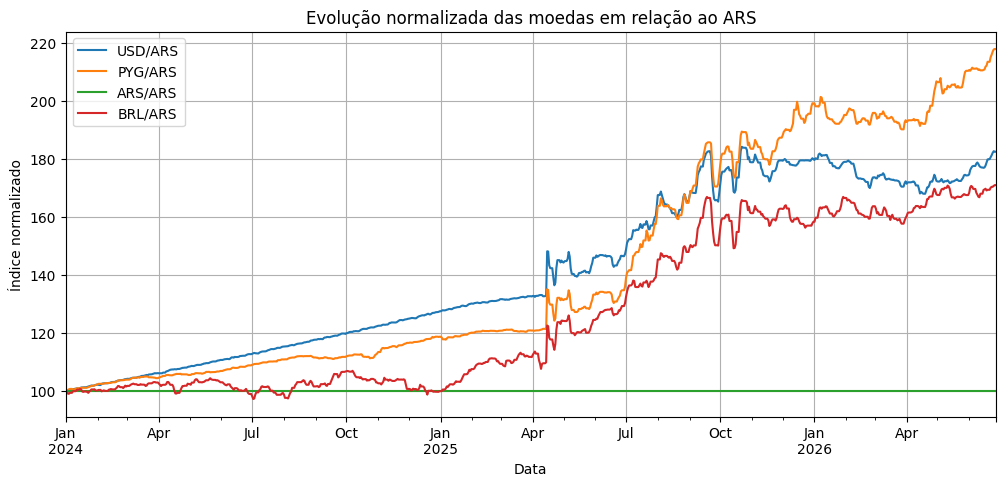 Evolução normalizada das moedas em relação ao ARS
USD/ARS
PYG/ARS
ARS/ARS
BRL/ARS
Índice normalizado
220
200
180
160
140
120
100
Jan Apr Jul Oct Jan Apr Jul Oct Jan Apr
2024 2025 2026
Data